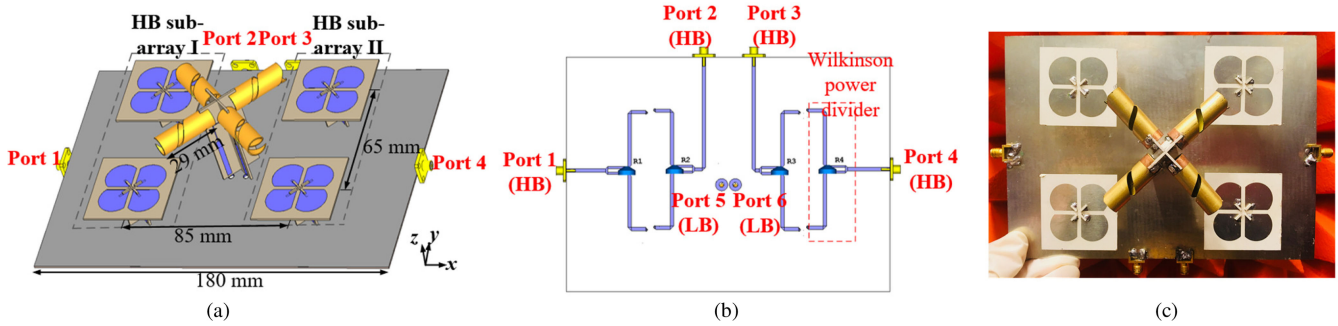 HB sub-
array I
Port 2
Port 3
HB sub-
array II
Port 1
29 mm
65 mm
Port 4
85 mm
z
y
x
180 mm
(a)
Port 2
(HB)
Port 3
(HB)
Wilkinson
power
divider
Port 1
(HB)
R1
R2
R3
R4
Port 4
(HB)
Port 5
(LB)
Port 6
(LB)
(b)
(c)